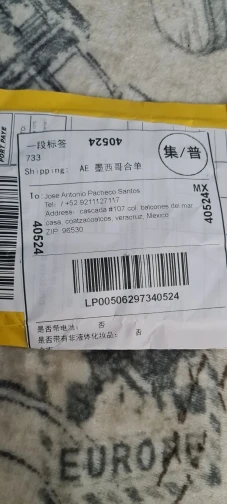 PORT PAYE
一段标签
40524
733
Shipping: AE 墨西哥合单
集/普
To: Jose Antonio Pacheco Santos
MX
Tel: / +52 9211127117
Address: cascada #107 col. balcones del mar
casa, coatzacoalcos, veracruz, Mexico
ZIP: 96530
40524
40524
LP00506297340524
是否带电池: 否
是否带有非液体化妆品: 否
EUROPE